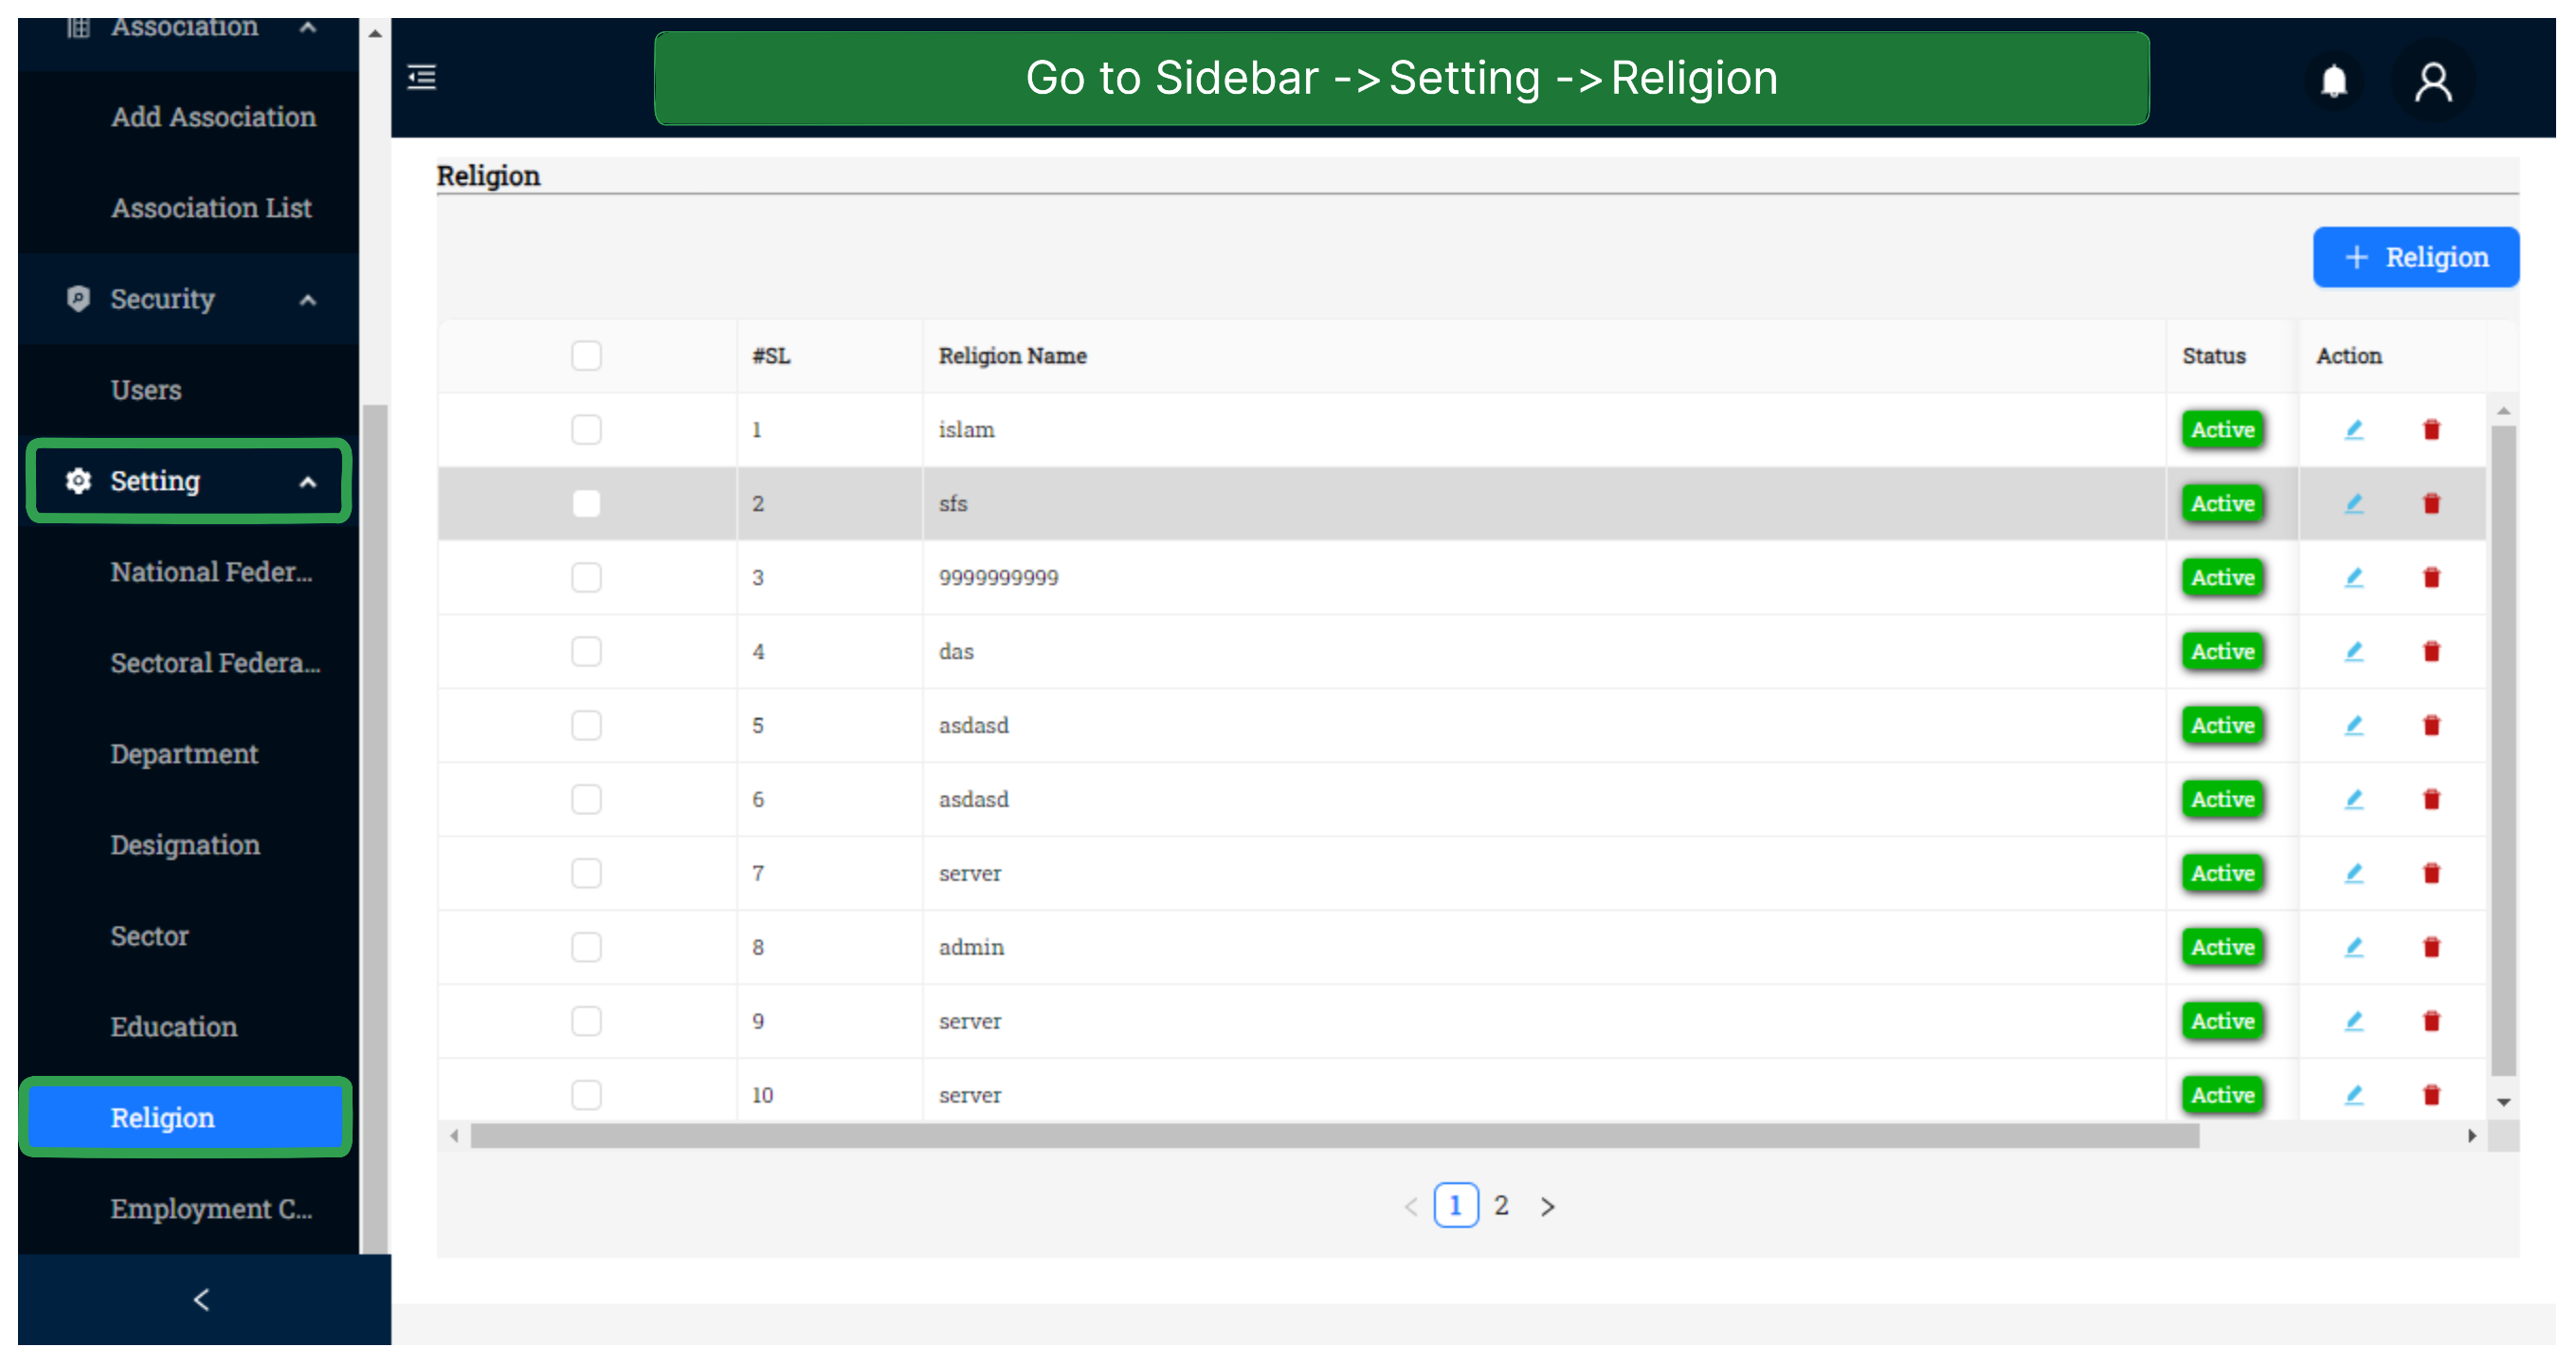 Association
Add Association
Association List
Security
Users
Setting
National Feder...
Sectoral Federa...
Department
Designation
Sector
Education
Religion
Employment C...
Go to Sidebar ->Setting ->Religion
Religion
+ Religion
#SL Religion Name Status Action
1 islam Active
2 sfs Active
3 9999999999 Active
4 das Active
5 asdasd Active
6 asdasd Active
7 server Active
8 admin Active
9 server Active
10 server Active
< 1 2 >